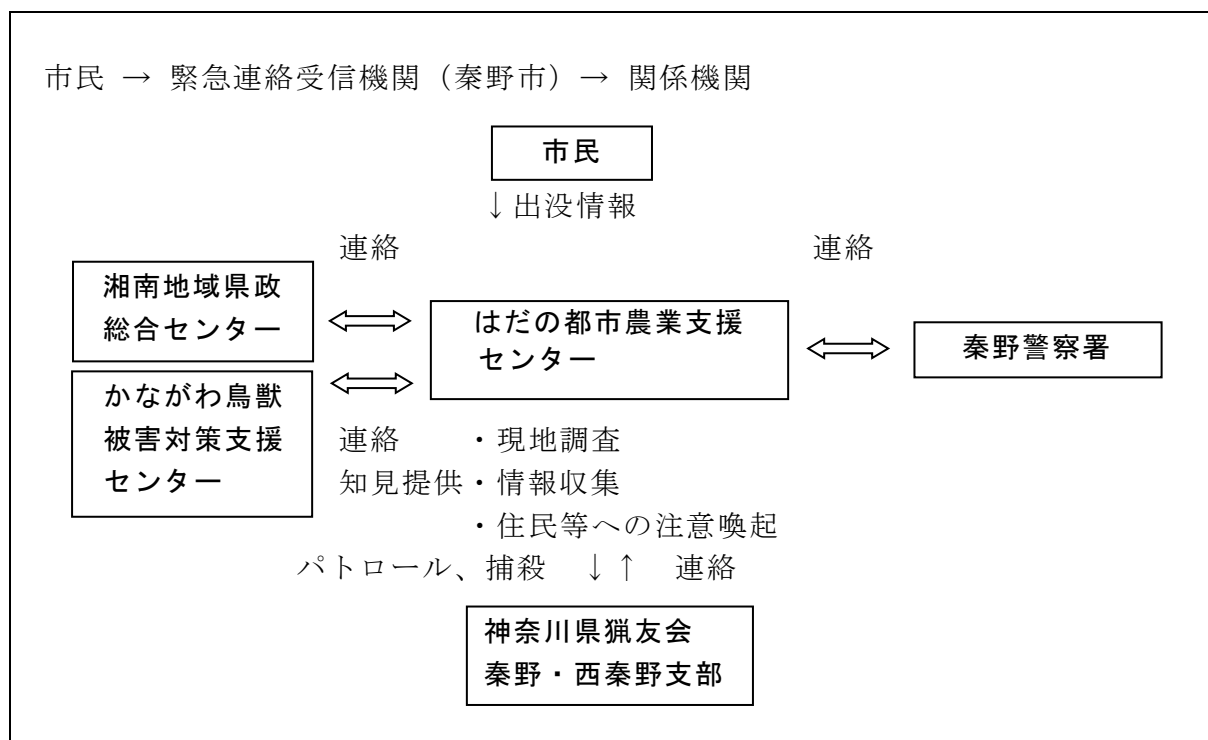 市民 → 緊急連絡受信機関（秦野市）→ 関係機関
市民
↓出没情報
連絡
連絡
湘南地域県政
総合センター
はだの都市農業支援
センター
秦野警察署
かながわ鳥獣
被害対策支援
センター
連絡
知見提供
・現地調査
・情報収集
・住民等への注意喚起
パトロール、捕殺 ↓↑ 連絡
神奈川県猟友会
秦野・西秦野支部